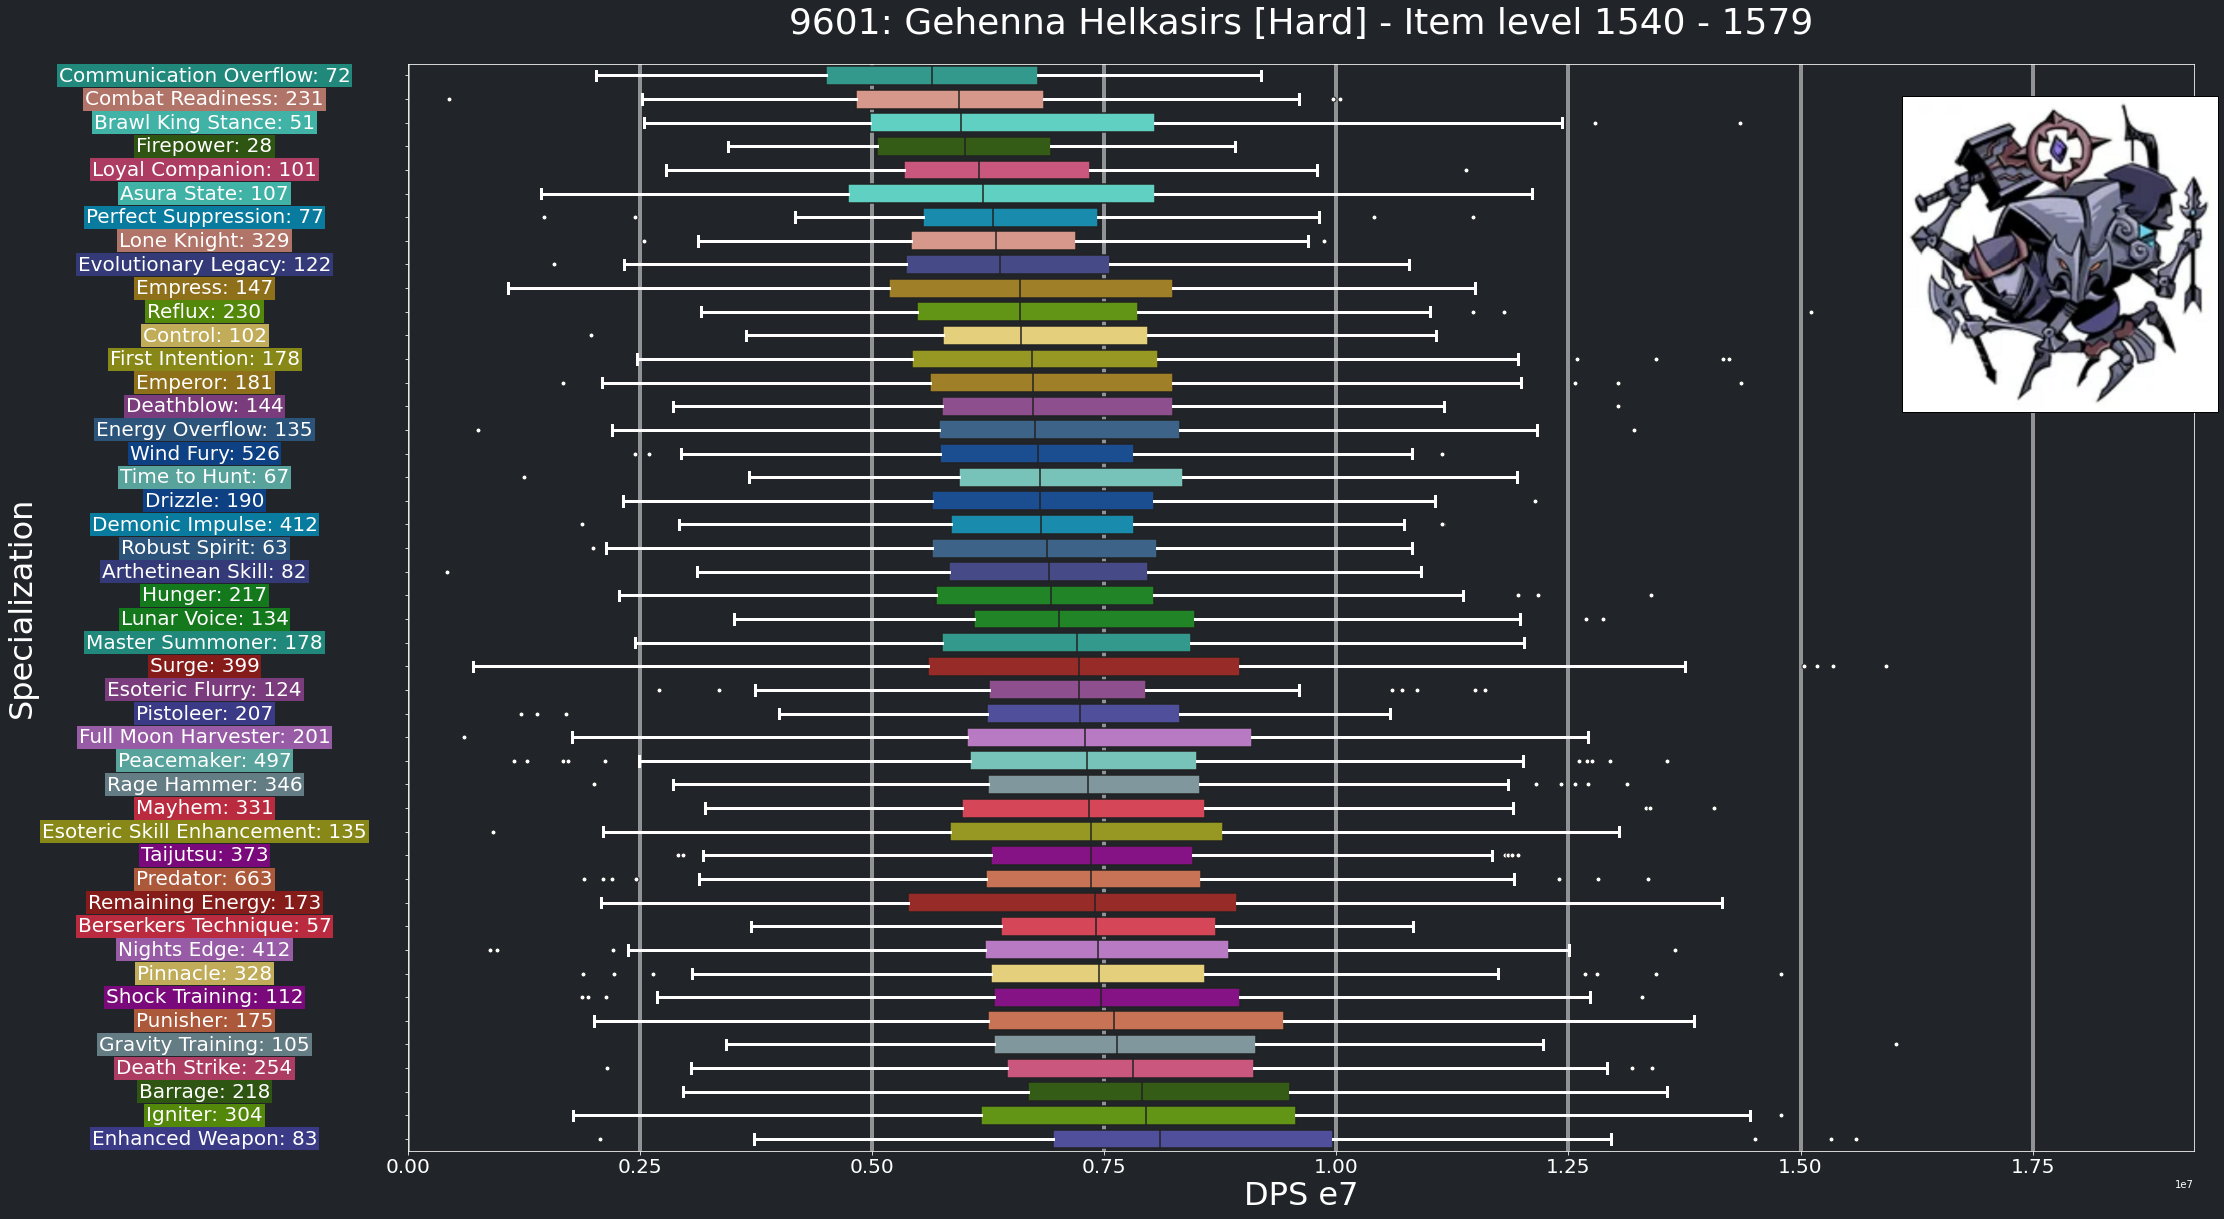 9601: Gehenna Helkasirs [Hard] - Item level 1540 - 1579
Communication Overflow: 72
Combat Readiness: 231
Brawl King Stance: 51
Firepower: 28
Loyal Companion: 101
Asura State: 107
Perfect Suppression: 77
Lone Knight: 329
Evolutionary Legacy: 122
Empress: 147
Reflux: 230
Control: 102
First Intention: 178
Emperor: 181
Deathblow: 144
Energy Overflow: 135
Wind Fury: 526
Time to Hunt: 67
Drizzle: 190
Demonic Impulse: 412
Robust Spirit: 63
Arthetinean Skill: 82
Hunger: 217
Lunar Voice: 134
Master Summoner: 178
Surge: 399
Esoteric Flurry: 124
Pistoleer: 207
Full Moon Harvester: 201
Peacemaker: 497
Rage Hammer: 346
Mayhem: 331
Esoteric Skill Enhancement: 135
Taijutsu: 373
Predator: 663
Remaining Energy: 173
Berserkers Technique: 57
Nights Edge: 412
Pinnacle: 328
Shock Training: 112
Punisher: 175
Gravity Training: 105
Death Strike: 254
Barrage: 218
Igniter: 304
Enhanced Weapon: 83
Specialization
0.00 0.25 0.50 0.75 1.00 1.25 1.50 1.75
DPS e7
1e7